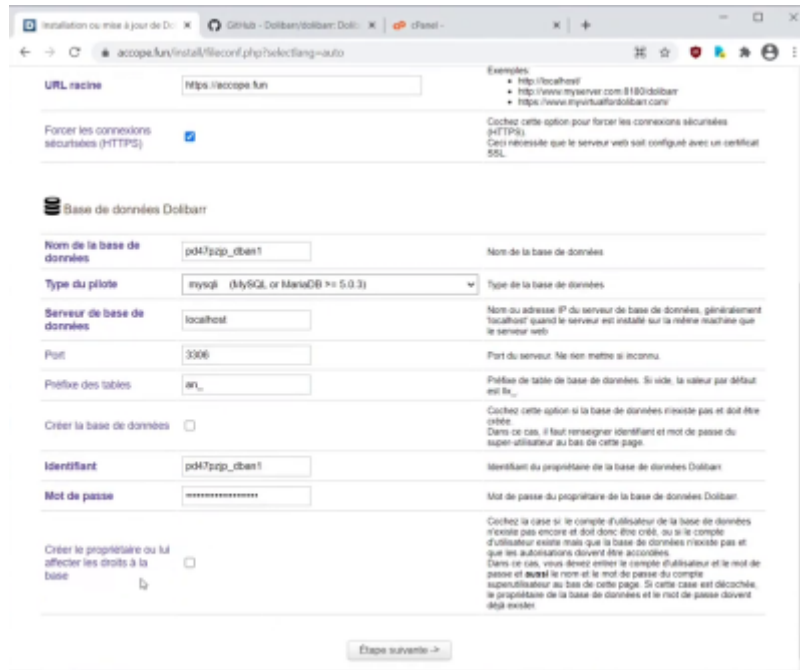 Installation ou mise à jour de Do
GitHub - Dolibarr/dolibarr: Doli
cPanel -
accope.fun/install/fileconf.php?selectlang=auto
URL racine
https://accope.fun
Exemples:
http://localhost/
http://www.myserver.com:8180/dolibarr
https://www.myvirtualfordolibarr.com/
Forcer les connexions
sécurisées (HTTPS)
Cochez cette option pour forcer les connexions sécurisées
(HTTPS).
Ceci nécessite que le serveur web soit configuré avec un certificat
SSL.
Base de données Dolibarr
Nom de la base de
données
pd47pzjp_dban1
Nom de la base de données
Type du pilote
mysqli (MySQL or MariaDB >= 5.0.3)
Type de la base de données
Serveur de base de
données
localhost
Nom ou adresse IP du serveur de base de données, généralement
'localhost' quand le serveur est installé sur la même machine que
le serveur web
Port
3306
Port du serveur. Ne rien mettre si inconnu.
Préfixe des tables
an_
Préfixe de table de base de données. Si vide, la valeur par défaut
est llx_.
Créer la base de données
Cochez cette option si la base de données n'existe pas et doit être
créée.
Dans ce cas, il faut renseigner identifiant et mot de passe du
super-utilisateur au bas de cette page.
Identifiant
pd47pzjp_dban1
Identifiant du propriétaire de la base de données Dolibarr.
Mot de passe
Mot de passe du propriétaire de la base de données Dolibarr.
Créer le propriétaire ou lui
affecter les droits à la
base
Cochez la case si: le compte d'utilisateur de la base de données
n'existe pas encore et doit donc être créé, ou si le compte
d'utilisateur existe mais que la base de données n'existe pas et
que les autorisations doivent être accordées.
Dans ce cas, vous devez entrer le compte d'utilisateur et le mot de
passe et aussi le nom et le mot de passe du compte
superutilisateur au bas de cette page. Si cette case est décochée,
le propriétaire de la base de données et le mot de passe doivent
déjà exister.
Étape suivante ->